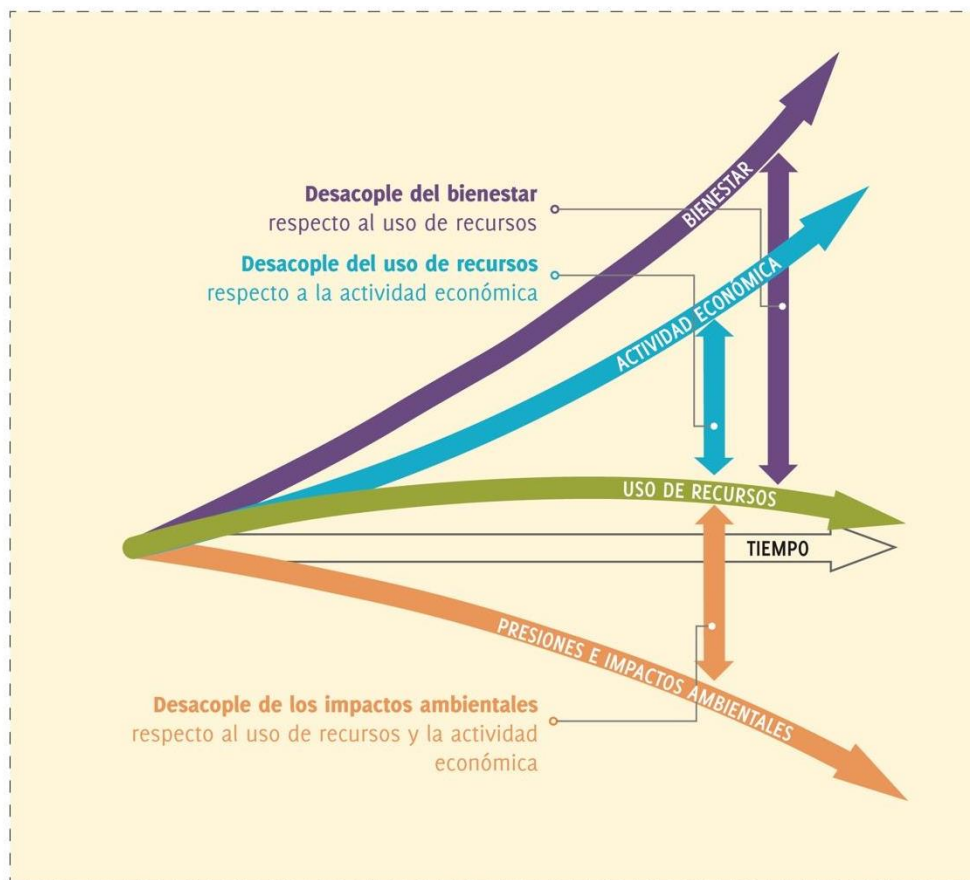 Desacople del bienestar
respecto al uso de recursos
Desacople del uso de recursos
respecto a la actividad económica
BIENESTAR
ACTIVIDAD ECONÓMICA
USO DE RECURSOS
TIEMPO
PRESIONES E IMPACTOS AMBIENTALES
Desacople de los impactos ambientales
respecto al uso de recursos y la actividad
económica